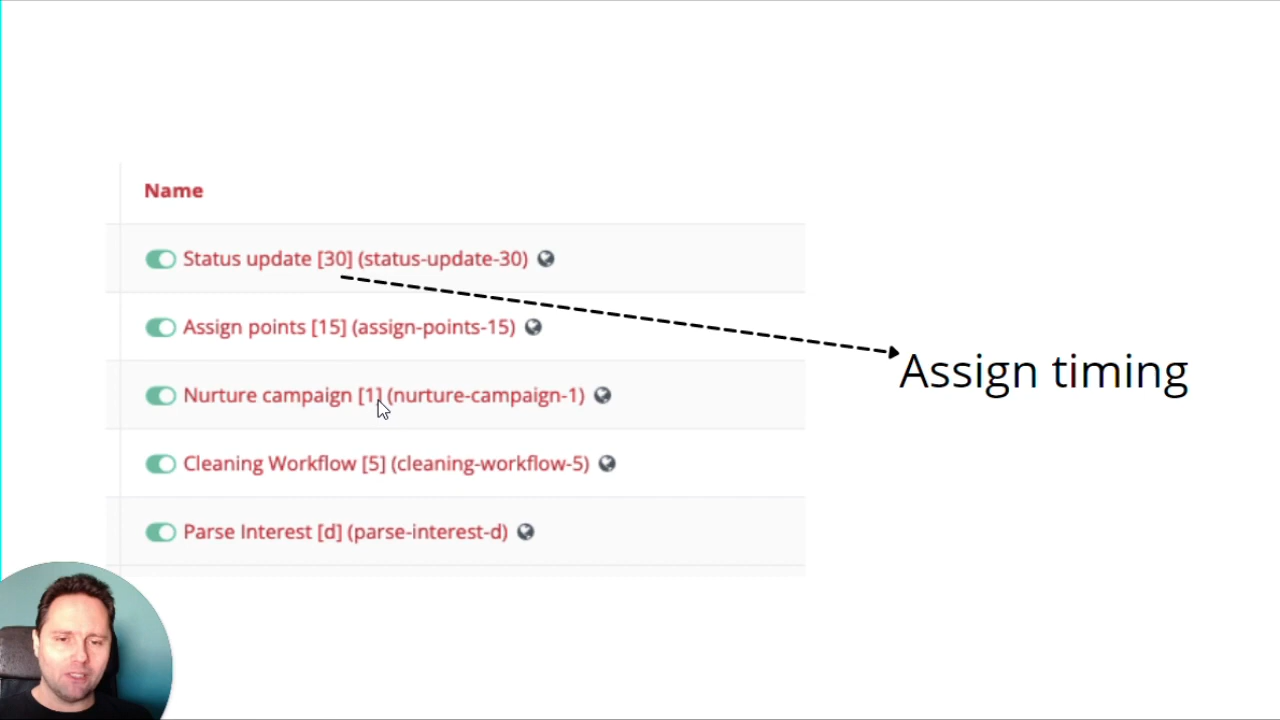 Name
Status update [30] (status-update-30)
Assign points [15] (assign-points-15)
Assign timing
Nurture campaign [1] (nurture-campaign-1)
Cleaning Workflow [5] (cleaning-workflow-5)
Parse Interest [d] (parse-interest-d)